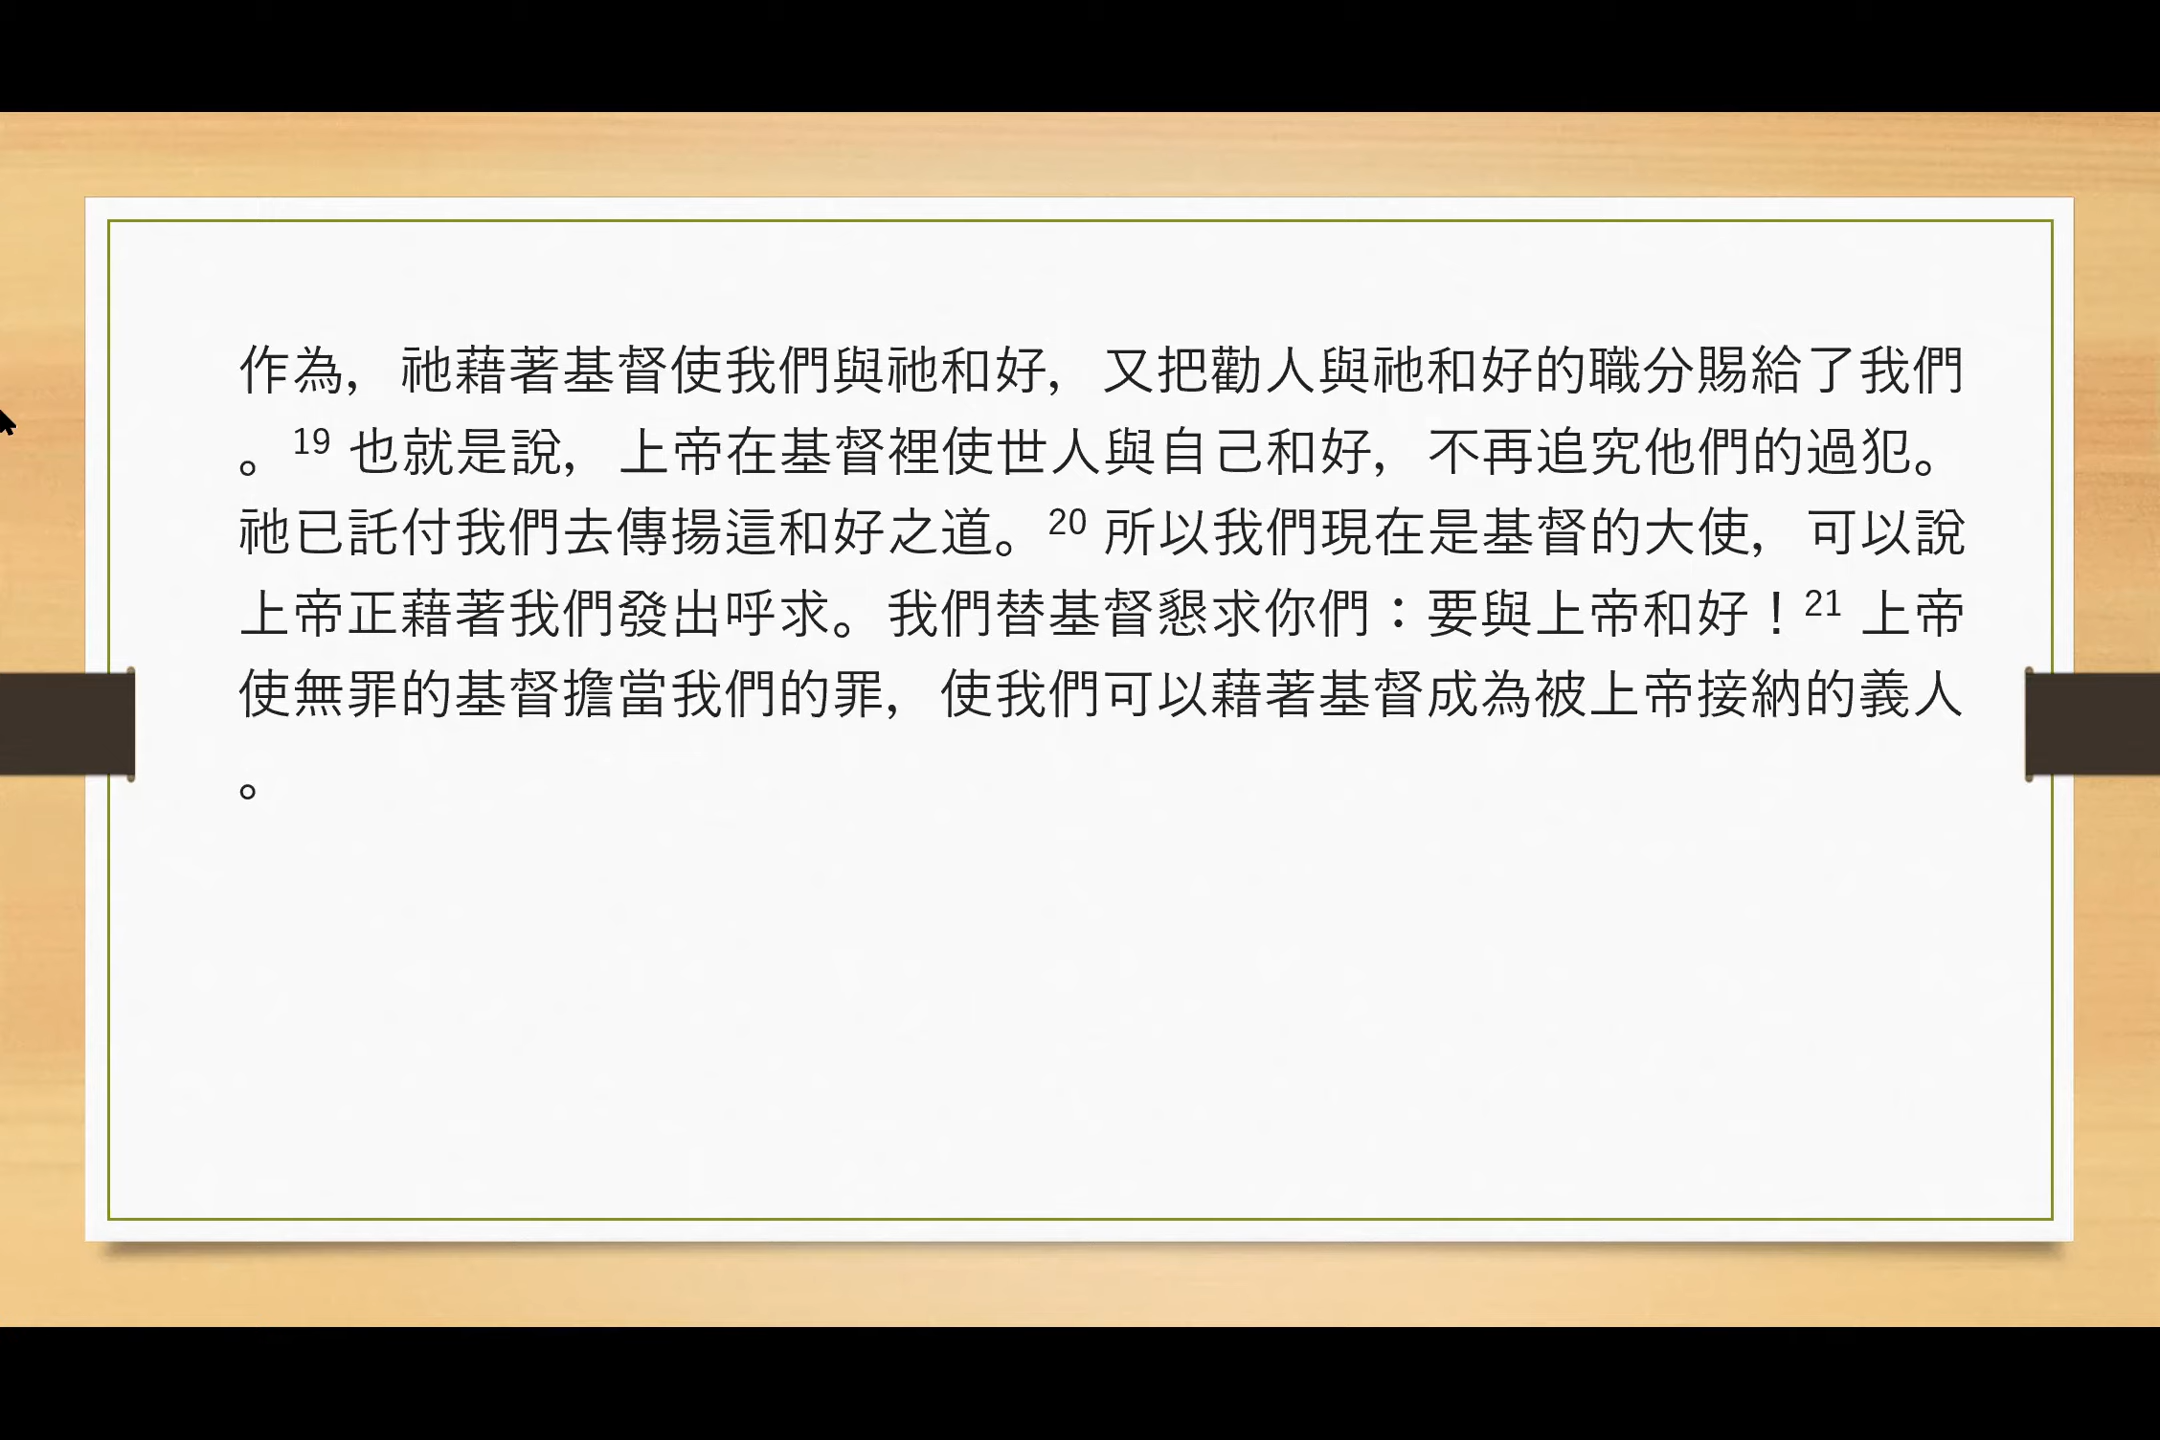 作為，祂藉著基督使我們與祂和好，又把勸人與祂和好的職分賜給了我們
。19 也就是說，上帝在基督裡使世人與自己和好，不再追究他們的過犯。
祂已託付我們去傳揚這和好之道。20 所以我們現在是基督的大使，可以說
上帝正藉著我們發出呼求。我們替基督懇求你們：要與上帝和好！21 上帝
使無罪的基督擔當我們的罪，使我們可以藉著基督成為被上帝接納的義人
。